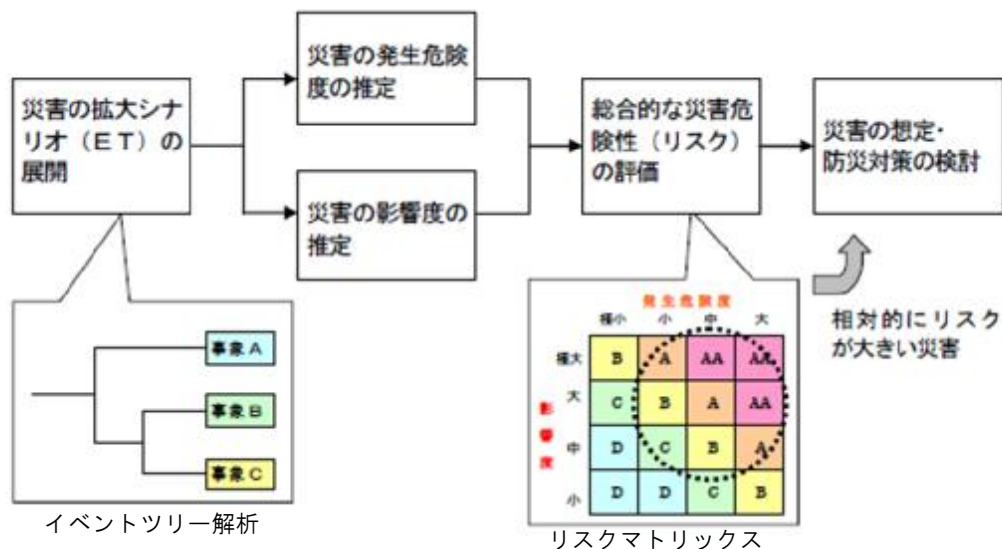 災害の拡大シナ
リオ（ＥＴ）の
展開
災害の発生危険
度の推定
災害の影響度の
推定
総合的な災害危
険性（リスク）
の評価
災害の想定・
防災対策の検討
相対的にリスク
が大きい災害
事象Ａ
事象Ｂ
事象Ｃ
イベントツリー解析
発生危険度
極小 小 中 大
影響度
極大 B A AA AA
大 C B A AA
中 D C B A
小 D D C B
リスクマトリックス